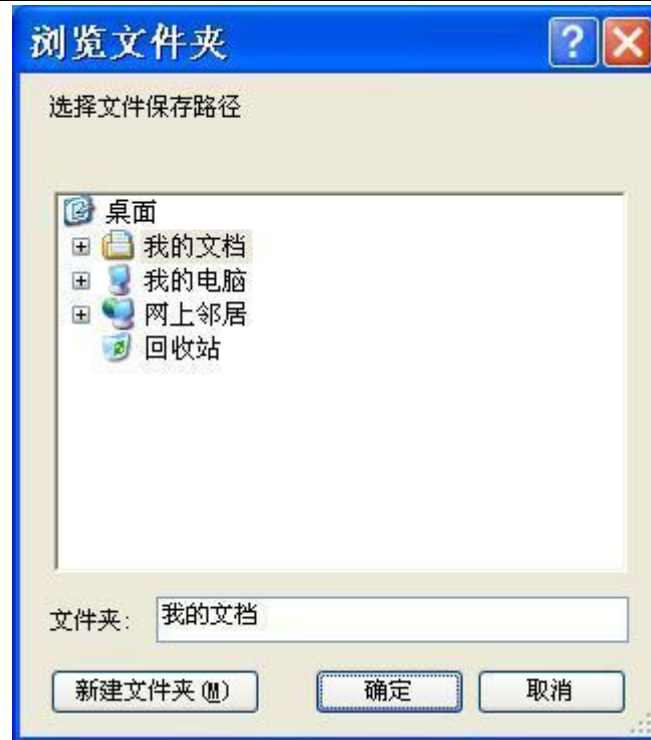 浏览文件夹
选择文件保存路径
桌面
我的文档
我的电脑
网上邻居
回收站
文件夹: 我的文档
新建文件夹(M) 确定 取消